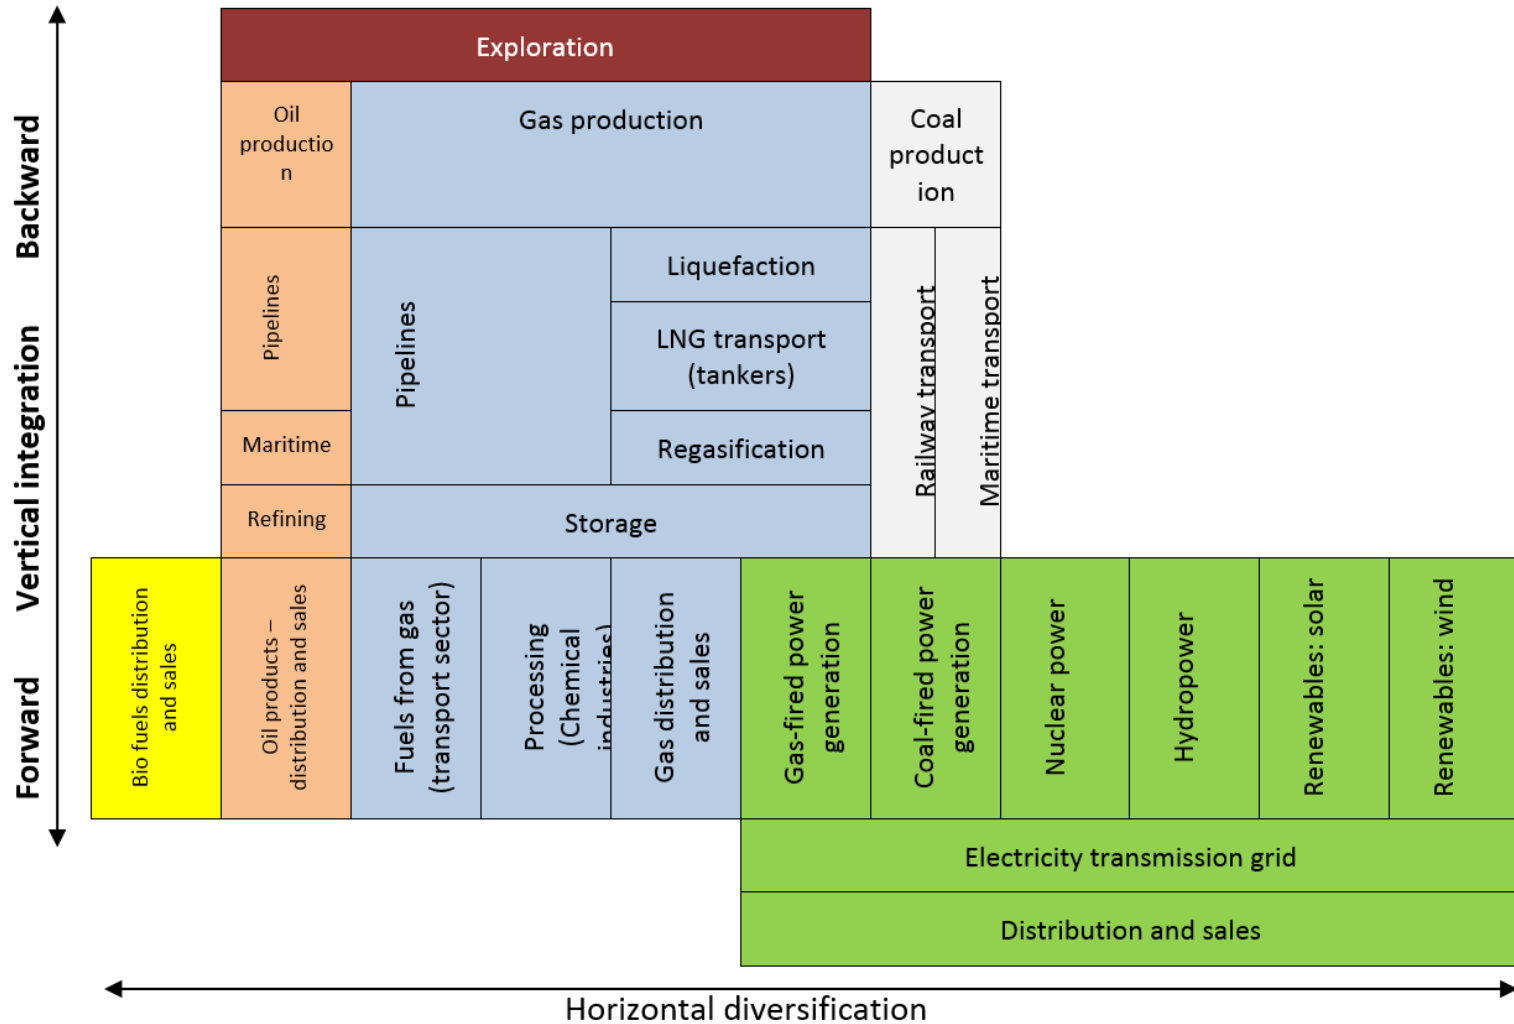 Exploration
Oil
productio
n
Gas production
Coal
product
ion
Pipelines
Pipelines
Liquefaction
LNG transport
(tankers)
Regasification
Maritime
Refining
Storage
Railway transport
Maritime transport
Bio fuels distribution
and sales
Oil products –
distribution and sales
Fuels from gas
(transport sector)
Processing
(Chemical
industries)
Gas distribution
and sales
Gas-fired power
generation
Coal-fired power
generation
Nuclear power
Hydropower
Renewables: solar
Renewables: wind
Electricity transmission grid
Distribution and sales
Forward Vertical integration Backward
Horizontal diversification